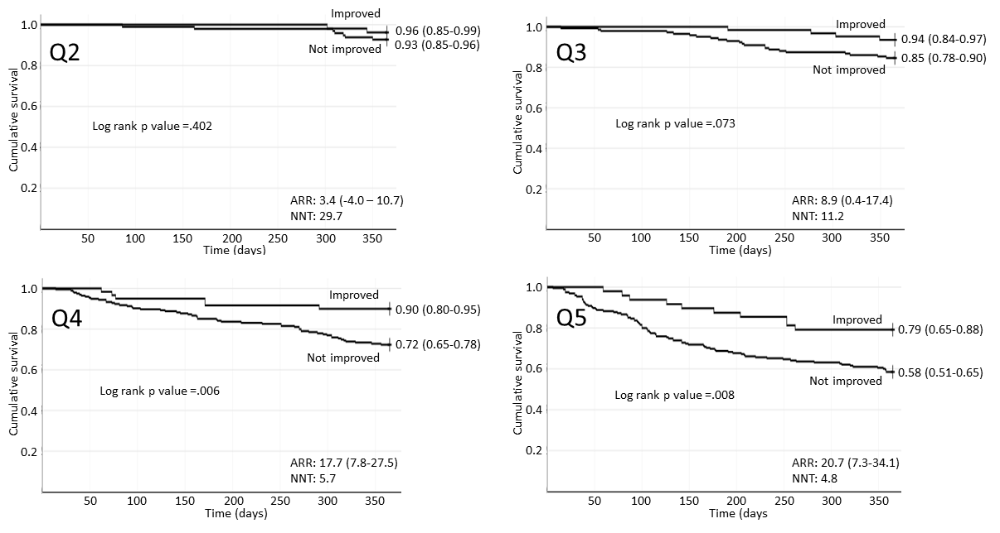 Improved
1.0
0.96 (0.85-0.99)
Q2
Not improved
0.93 (0.85-0.96)
0.8
Cumulative survival
0.6
Log rank p value =.402
0.4
0.2
ARR: 3.4 (-4.0 – 10.7)
NNT: 29.7
50 100 150 200 250 300 350
Time (days)
Improved
1.0
0.94 (0.84-0.97)
Q3
0.85 (0.78-0.90)
Not improved
0.8
Cumulative survival
0.6
Log rank p value =.073
0.4
0.2
ARR: 8.9 (0.4-17.4)
NNT: 11.2
50 100 150 200 250 300 350
Time (days)
1.0
Improved
0.90 (0.80-0.95)
Q4
0.8
0.72 (0.65-0.78)
Not improved
Cumulative survival
0.6
Log rank p value =.006
0.4
0.2
ARR: 17.7 (7.8-27.5)
NNT: 5.7
50 100 150 200 250 300 350
Time (days)
1.0
Q5
Improved
0.8
0.79 (0.65-0.88)
0.6
0.58 (0.51-0.65)
Not improved
Cumulative survival
Log rank p value =.008
0.4
0.2
ARR: 20.7 (7.3-34.1)
NNT: 4.8
50 100 150 200 250 300 350
Time (days